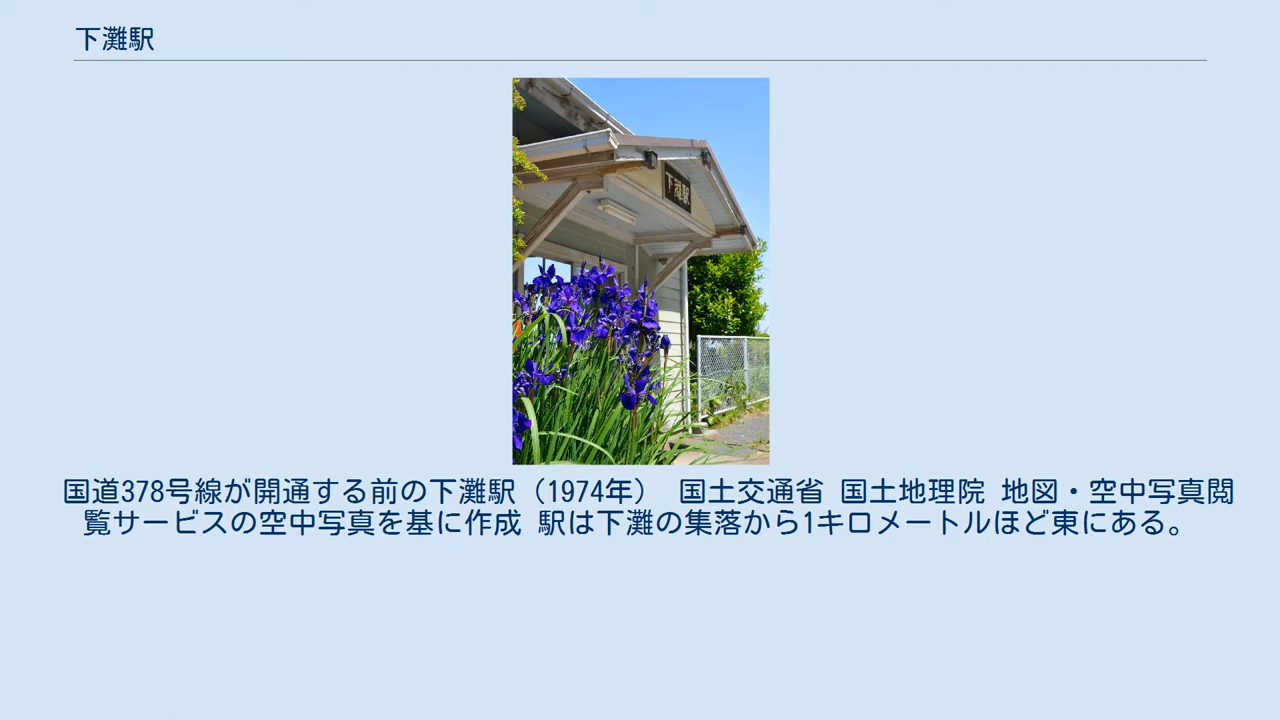 下灘駅
下灘駅
国道378号線が開通する前の下灘駅（1974年） 国土交通省 国土地理院 地図・空中写真閲
覧サービスの空中写真を基に作成 駅は下灘の集落から1キロメートルほど東にある。